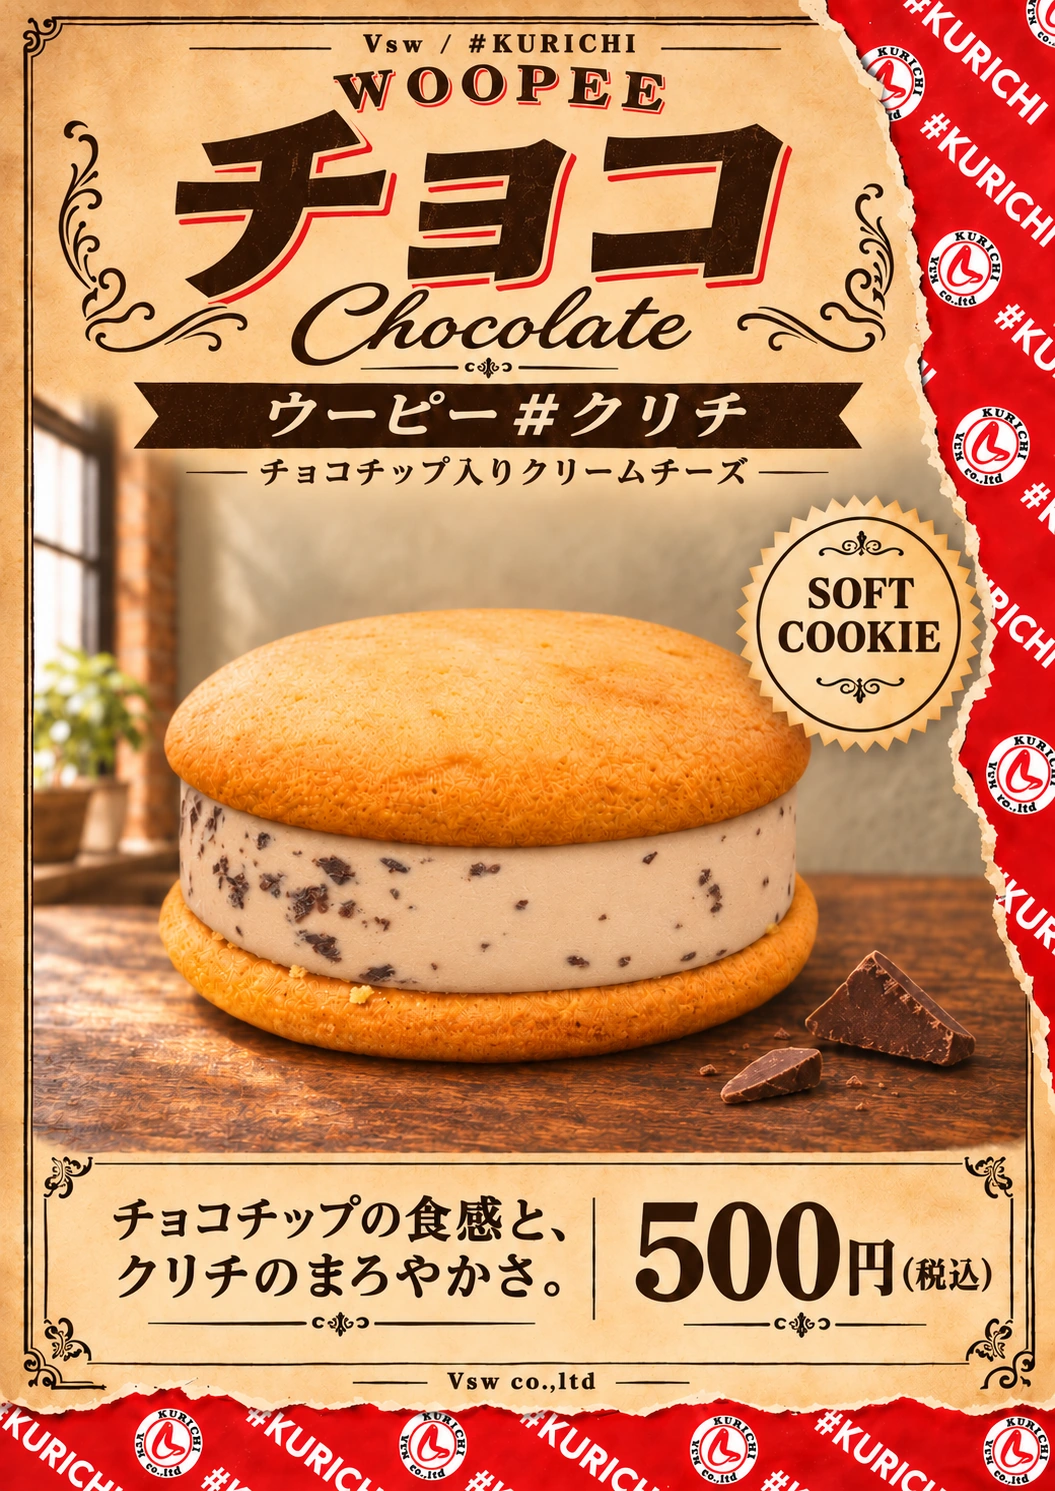 Vsw / #KURICHI
WOOPEE
チョコ
Chocolate
ウーピー#クリチ
チョコチップ入りクリームチーズ
SOFT
COOKIE
チョコチップの食感と、
クリチのまろやかさ。
500円(税込)
Vsw co.,ltd
#KURICHI
#KURICHI
KURICHI
Vsw
co.,ltd